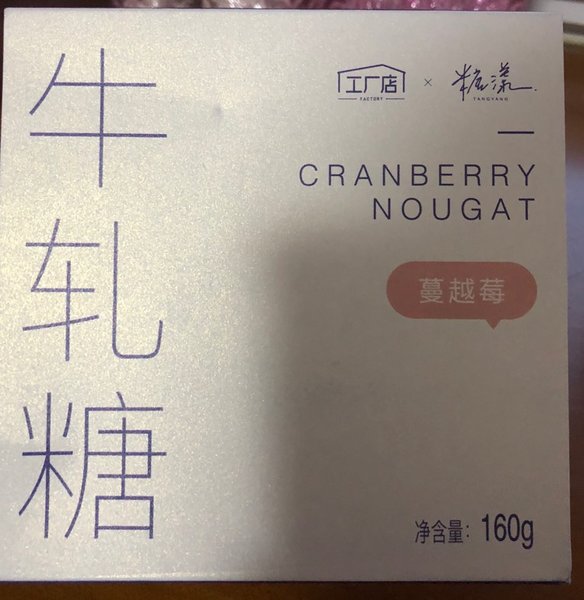 牛轧糖
工厂店
FACTORY
×
糖漾
TANGYANG
CRANBERRY
NOUGAT
蔓越莓
净含量: 160g